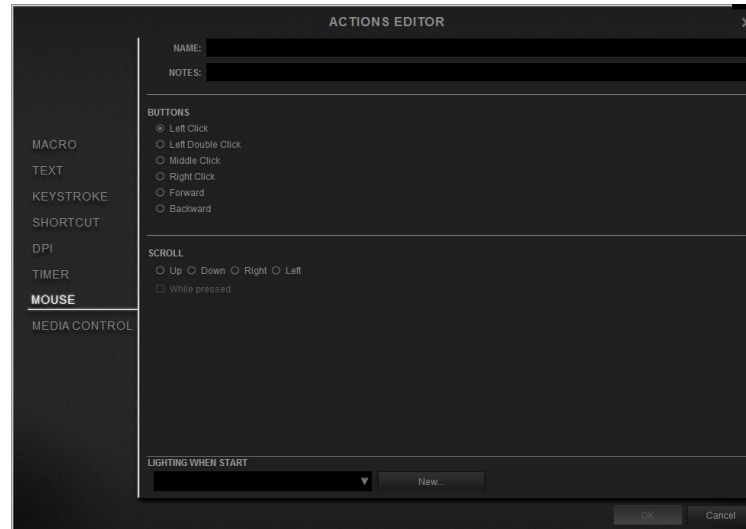 ACTIONS EDITOR
NAME:
NOTES:
MACRO
TEXT
KEYSTROKE
SHORTCUT
DPI
TIMER
MOUSE
MEDIA CONTROL
BUTTONS
Left Click
Left Double Click
Middle Click
Right Click
Forward
Backward
SCROLL
Up Down Right Left
While pressed
LIGHTING WHEN START
New...
OK Cancel